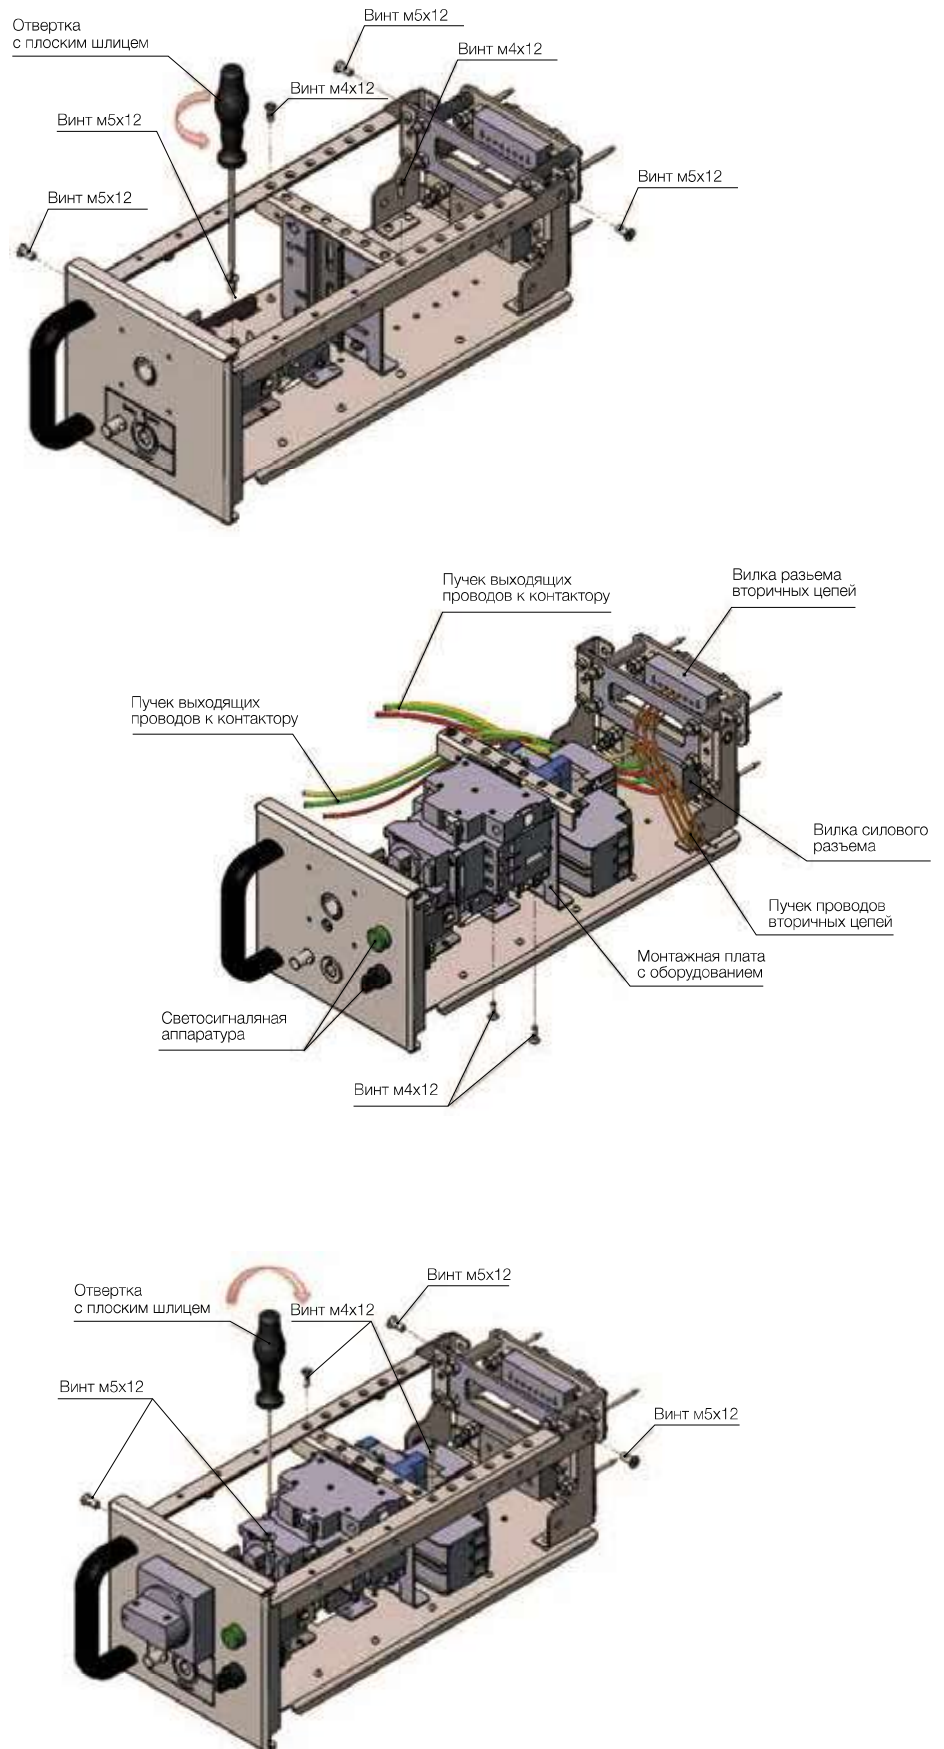 Винт м5х12
Отвертка
с плоским шлицем
Винт м4х12
Винт м4х12
Винт м5х12
Винт м5х12
Винт м5х12
Вилка разъема
вторичных цепей
Пучек выходящих
проводов к контактору
Пучек выходящих
проводов к контактору
Вилка силового
разъема
Пучек проводов
вторичных цепей
Монтажная плата
с оборудованием
Светосигналяная
аппаратура
Винт м4х12
Винт м5х12
Отвертка
с плоским шлицем
Винт м4х12
Винт м5х12
Винт м5х12